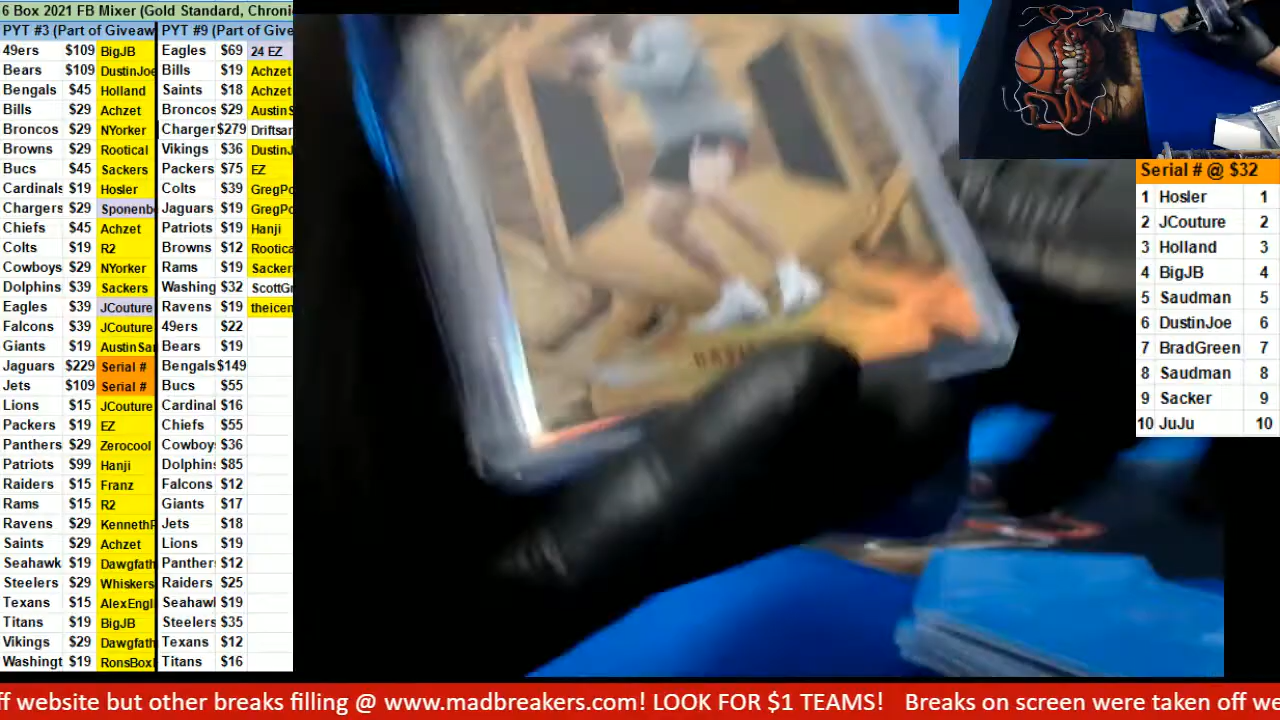 6 Box 2021 FB Mixer (Gold Standard, Chroni
PYT #3 (Part of Giveaw PYT #9 (Part of Give
49ers $109 BigJB Eagles $69 24 EZ
Bears $109 DustinJoe Bills $19 Achzet
Bengals $45 Holland Saints $18 Achzet
Bills $29 Achzet Broncos $29 AustinS
Broncos $29 NYorker Charger $279 Driftsar
Browns $29 Rootical Vikings $36 DustinJ
Bucs $45 Sackers Packers $75 EZ
Cardinals $19 Hosler Colts $39 GregPo
Chargers $29 Sponenbe Jaguars $19 GregPo
Chiefs $45 Achzet Patriots $19 Hanji
Colts $19 R2 Browns $12 Rootica
Cowboys $29 NYorker Rams $19 Sacker
Dolphins $39 Sackers Washing $32 ScottGr
Eagles $39 JCouture Ravens $19 theicen
Falcons $39 JCouture 49ers $22
Giants $19 AustinSar Bears $19
Jaguars $229 Serial # Bengals $149
Jets $109 Serial # Bucs $55
Lions $15 JCouture Cardinal $16
Packers $19 EZ Chiefs $55
Panthers $29 Zerocool Cowboy $36
Patriots $99 Hanji Dolphins $85
Raiders $15 Franz Falcons $12
Rams $15 R2 Giants $17
Ravens $29 KennethF Jets $18
Saints $29 Achzet Lions $19
Seahawk $19 Dawgfath Panther $12
Steelers $29 Whiskers Raiders $25
Texans $15 AlexEngl Seahawl $19
Titans $19 BigJB Steelers $35
Vikings $29 Dawgfath Texans $12
Washingt $19 RonsBoxI Titans $16
Serial # @ $32
1 Hosler 1
2 JCouture 2
3 Holland 3
4 BigJB 4
5 Saudman 5
6 DustinJoe 6
7 BradGreen 7
8 Saudman 8
9 Sacker 9
10 JuJu 10
ff website but other breaks filling @ www.madbreakers.com! LOOK FOR $1 TEAMS! Breaks on screen were taken off we